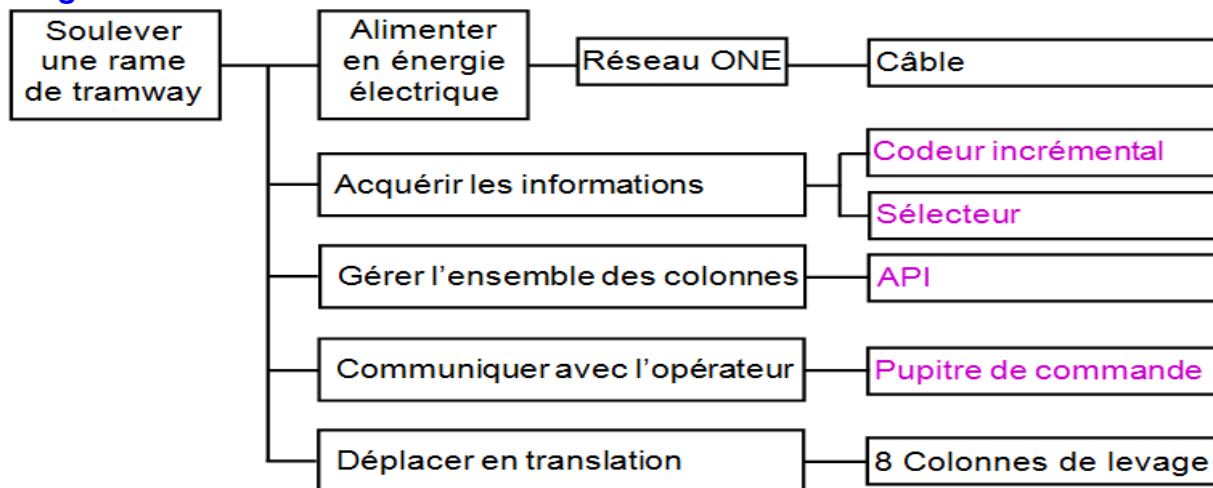 Soulever
une rame
de tramway
Alimenter
en énergie
électrique
Réseau ONE
Câble
Acquérir les informations
Codeur incrémental
Sélecteur
Gérer l’ensemble des colonnes
API
Communiquer avec l’opérateur
Pupitre de commande
Déplacer en translation
8 Colonnes de levage